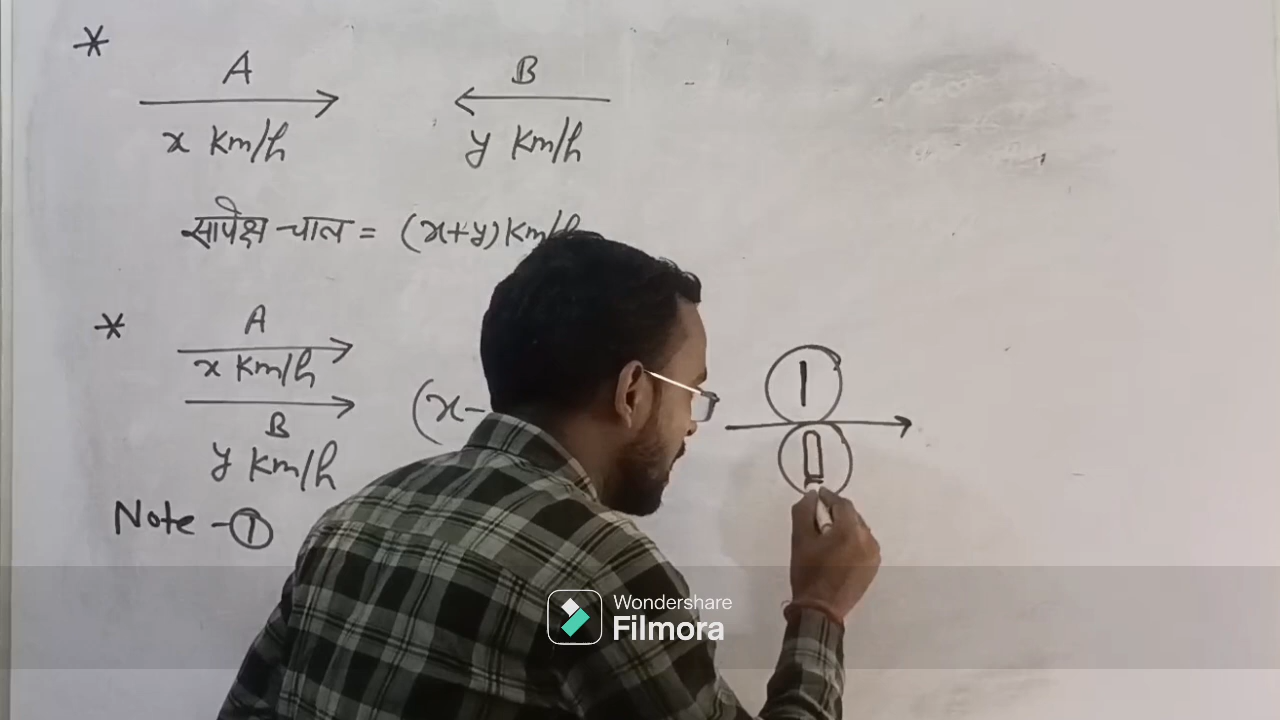 *
A B
x Km/h y Km/h
सापेक्ष चाल = (x+y) Km/h
* A
x Km/h
B (x-
y Km/h
Note - ①
1
Wondershare
Filmora